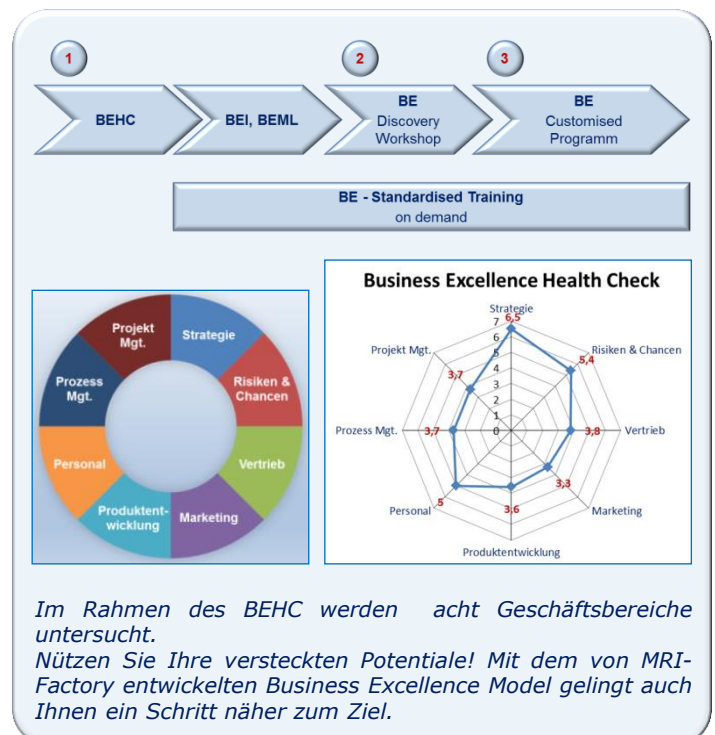 1
2
3
BEHC
BEI, BEML
BE
Discovery
Workshop
BE
Customised
Programm
BE - Standardised Training
on demand
Projekt
Mgt.
Strategie
Prozess
Mgt.
Risiken &
Chancen
Personal
Vertrieb
Produktent-
wicklung
Marketing
Business Excellence Health Check
Strategie
6,5
7
6
5
4
3
2
1
0
Projekt Mgt.
3,7
Risiken & Chancen
5,4
Prozess Mgt.
3,7
Vertrieb
3,8
Personal
5
Marketing
3,3
3,6
Produktentwicklung
Im Rahmen des BEHC werden acht Geschäftsbereiche
untersucht.
Nützen Sie Ihre versteckten Potentiale! Mit dem von MRI-
Factory entwickelten Business Excellence Model gelingt auch
Ihnen ein Schritt näher zum Ziel.